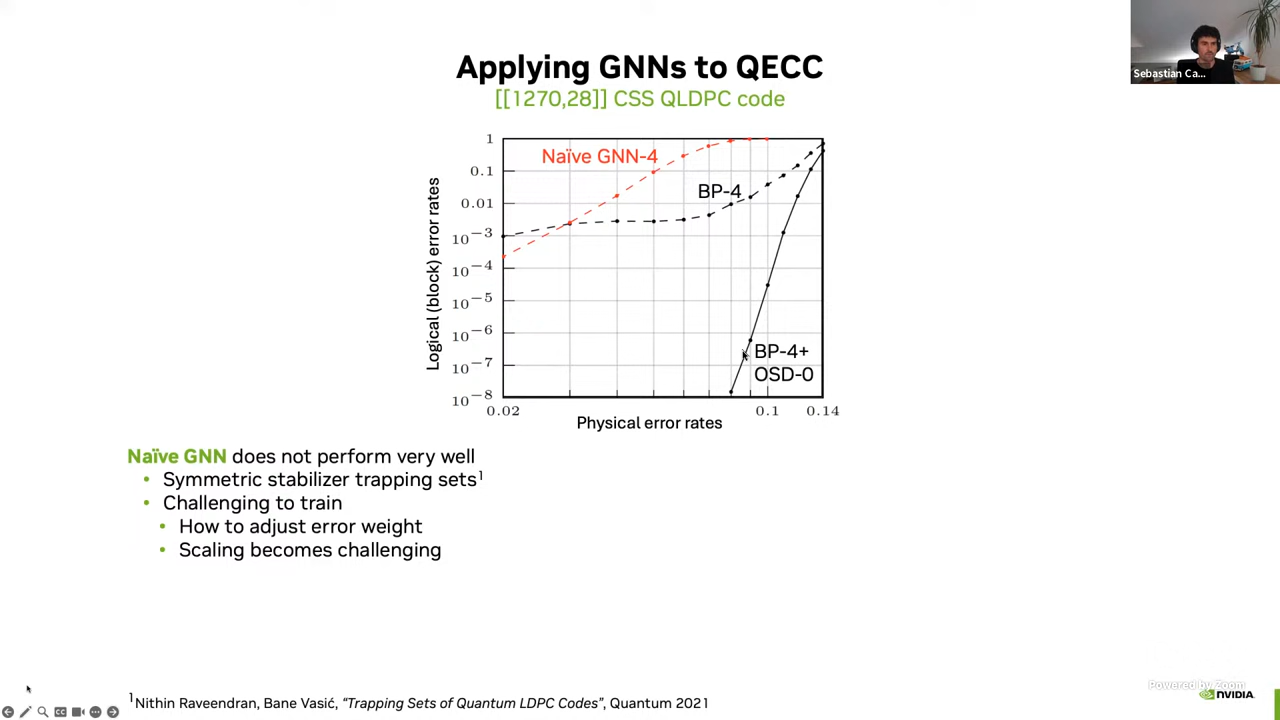 Applying GNNs to QECC
[[1270,28]] CSS QLDPC code
Sebastian Ca...
1
0.1
0.01
10⁻³
10⁻⁴
10⁻⁵
10⁻⁶
10⁻⁷
10⁻⁸
Logical (block) error rates
Naïve GNN-4
BP-4
BP-4+
OSD-0
0.02
0.1
0.14
Physical error rates
Naïve GNN does not perform very well
• Symmetric stabilizer trapping sets¹
• Challenging to train
• How to adjust error weight
• Scaling becomes challenging
¹Nithin Raveendran, Bane Vasić, “Trapping Sets of Quantum LDPC Codes”, Quantum 2021
Powered by Zoom
NVIDIA.
CC